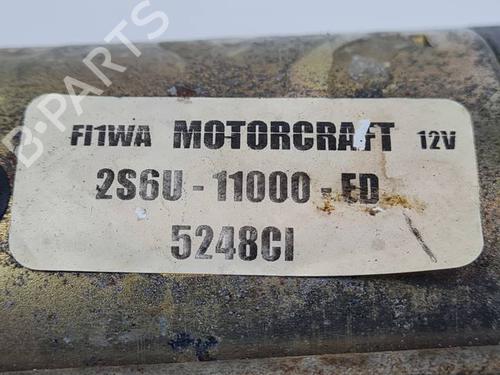 B-PARTS
FI1WA MOTORCRAFT 12V
2S6U-11000-ED
5248CI